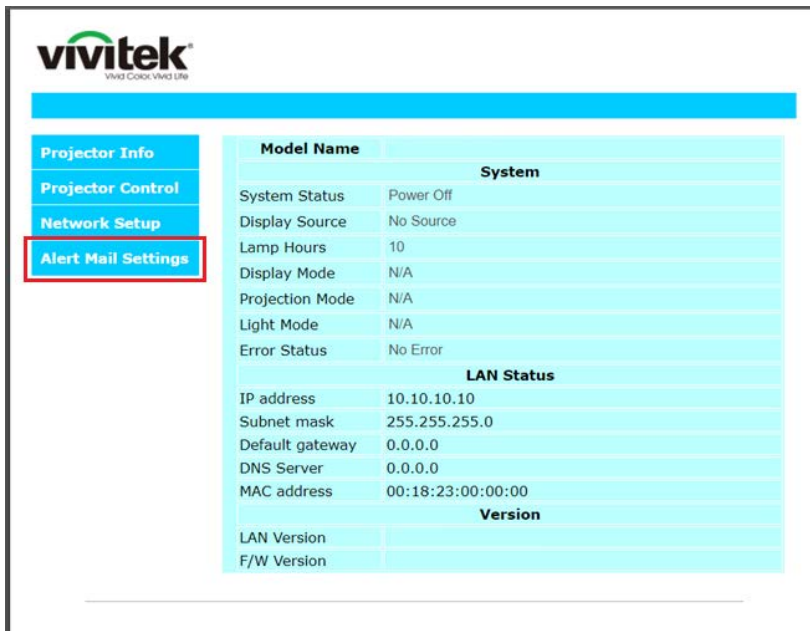 vivitek
Vivid Color, Vivid Life
Projector Info
Projector Control
Network Setup
Alert Mail Settings
Model Name
System
System Status Power Off
Display Source No Source
Lamp Hours 10
Display Mode N/A
Projection Mode N/A
Light Mode N/A
Error Status No Error
LAN Status
IP address 10.10.10.10
Subnet mask 255.255.255.0
Default gateway 0.0.0.0
DNS Server 0.0.0.0
MAC address 00:18:23:00:00:00
Version
LAN Version
F/W Version